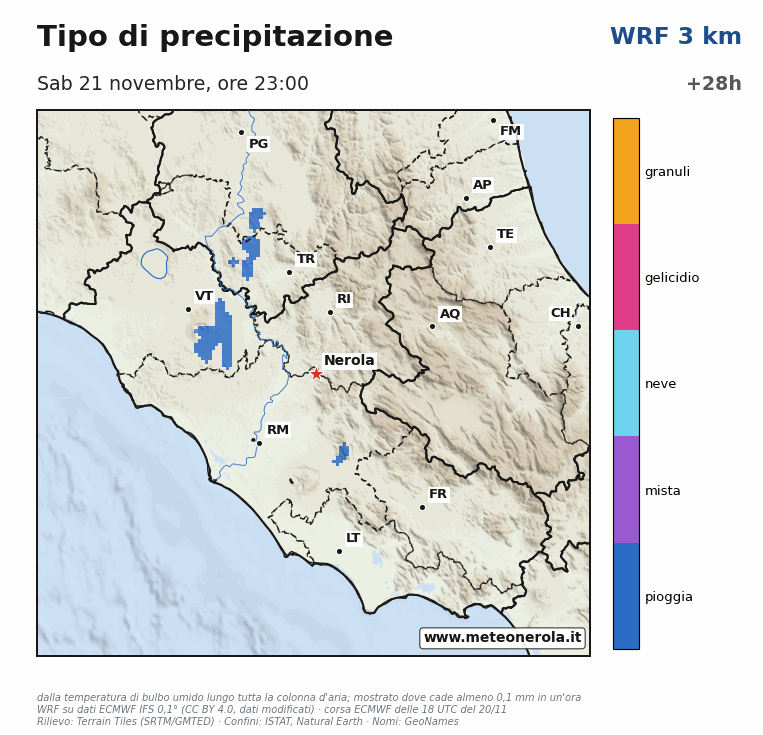 Tipo di precipitazione
WRF 3 km
Sab 21 novembre, ore 23:00
+28h
FM
PG
AP
TE
TR
VT
RI
AQ
CH
Nerola
RM
FR
LT
www.meteonerola.it
granuli
gelicidio
neve
mista
pioggia
dalla temperatura di bulbo umido lungo tutta la colonna d'aria; mostrato dove cade almeno 0,1 mm in un'ora
WRF su dati ECMWF IFS 0,1° (CC BY 4.0, dati modificati) · corsa ECMWF delle 18 UTC del 20/11
Rilievo: Terrain Tiles (SRTM/GMTED) · Confini: ISTAT, Natural Earth · Nomi: GeoNames